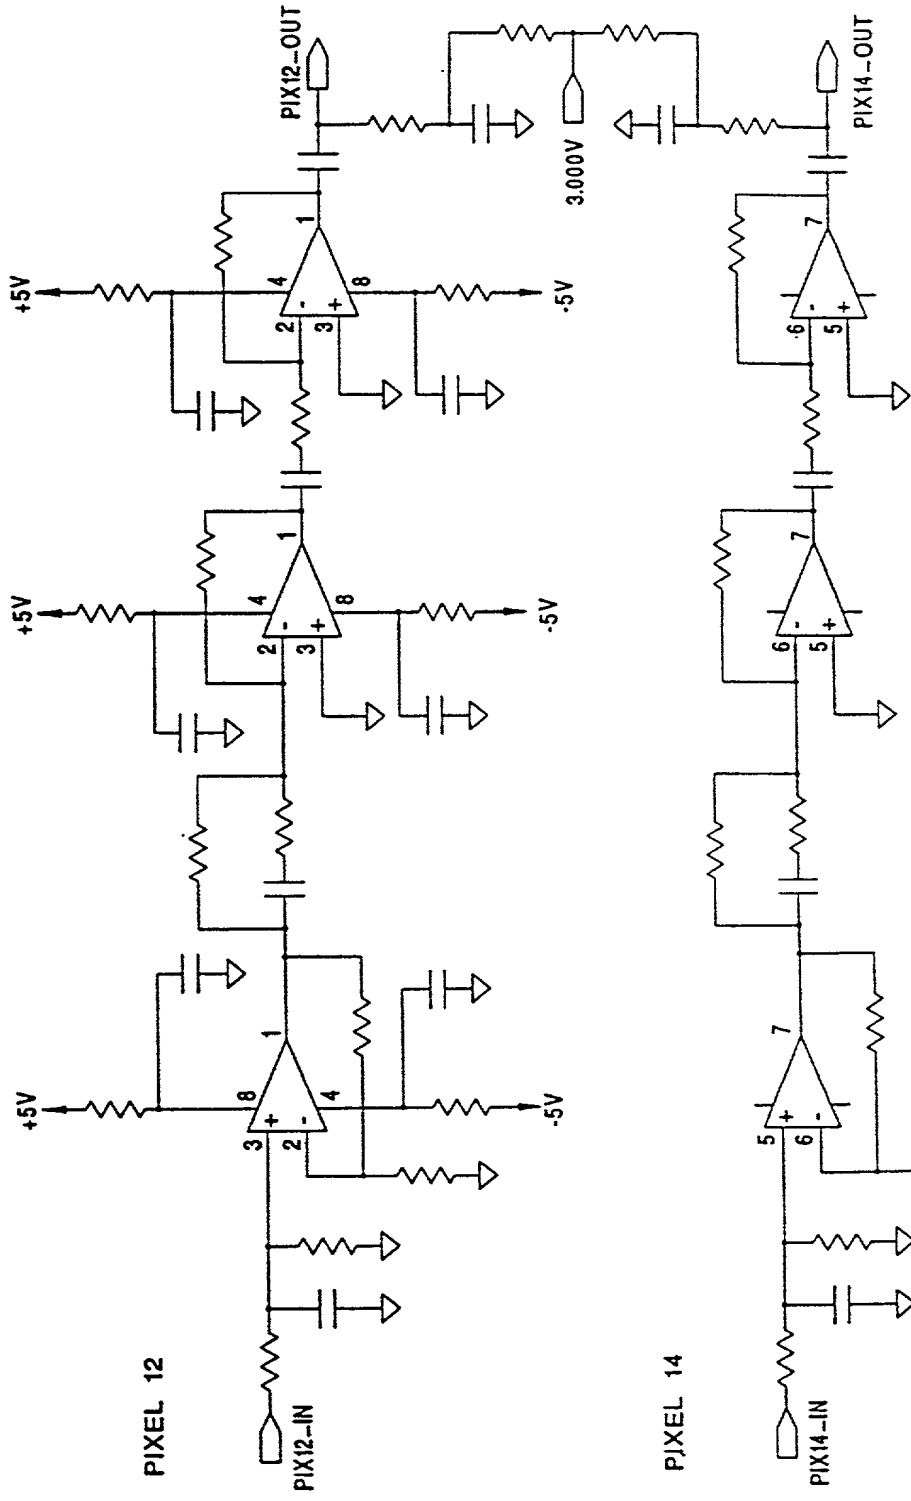 PIXEL 12
PIX12-IN
+5V
8
3
+
2
-
1
4
-5V
+5V
4
2
-
3
+
1
8
-5V
+5V
4
2
-
3
+
1
8
-5V
PIX12-OUT
3.000V
PIXEL 14
PIX14-IN
5
+
6
-
7
6
-
5
+
7
6
-
5
+
7
PIX14-OUT